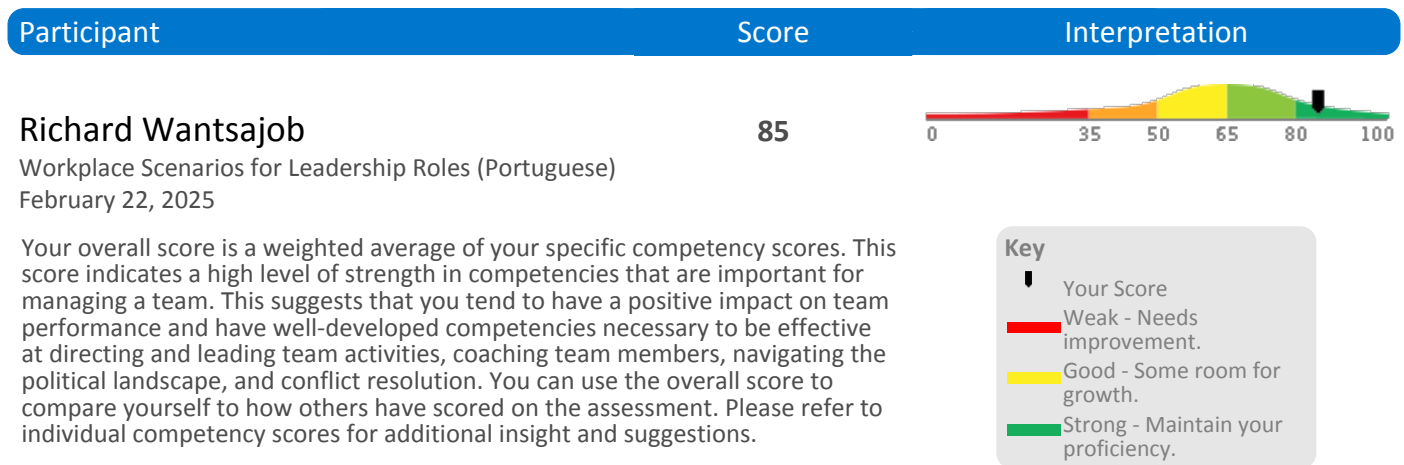 Participant Score Interpretation
Richard Wantsajob 85
0 35 50 65 80 100
Workplace Scenarios for Leadership Roles (Portuguese)
February 22, 2025
Your overall score is a weighted average of your specific competency scores. This
score indicates a high level of strength in competencies that are important for
managing a team. This suggests that you tend to have a positive impact on team
performance and have well-developed competencies necessary to be effective
at directing and leading team activities, coaching team members, navigating the
political landscape, and conflict resolution. You can use the overall score to
compare yourself to how others have scored on the assessment. Please refer to
individual competency scores for additional insight and suggestions.
Key
Your Score
Weak - Needs
improvement.
Good - Some room for
growth.
Strong - Maintain your
proficiency.